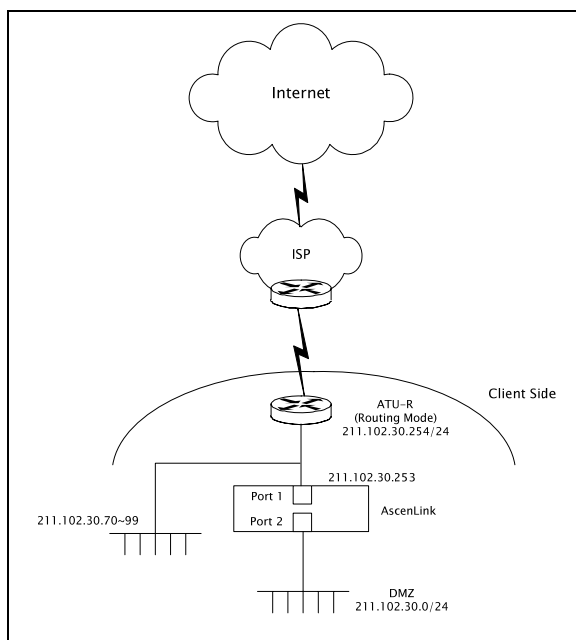 Internet
ISP
Client Side
ATU-R
(Routing Mode)
211.102.30.254/24
211.102.30.253
Port 1
AscenLink
Port 2
211.102.30.70~99
DMZ
211.102.30.0/24